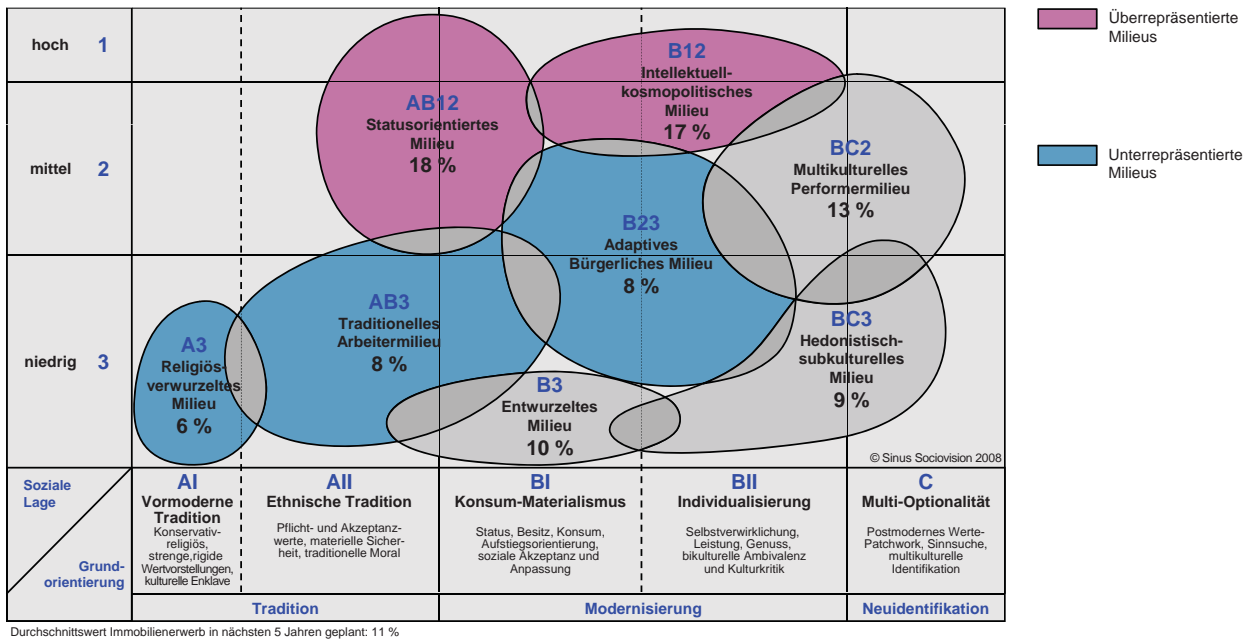 hoch 1
mittel 2
niedrig 3
B12
Intellektuell-
kosmopolitisches
Milieu
17 %
AB12
Statusorientiertes
Milieu
18 %
BC2
Multikulturelles
Performermilieu
13 %
B23
Adaptives
Bürgerliches Milieu
8 %
AB3
Traditionelles
Arbeitermilieu
8 %
A3
Religiös-
verwurzeltes
Milieu
6 %
B3
Entwurzeltes
Milieu
10 %
BC3
Hedonistisch-
subkulturelles
Milieu
9 %
© Sinus Sociovision 2008
Soziale
Lage
Grund-
orientierung
AI
Vormoderne
Tradition
Konservativ-
religiös,
strenge,rigide
Wertvorstellungen,
kulturelle Enklave
AII
Ethnische Tradition
Pflicht- und Akzeptanz-
werte, materielle Sicher-
heit, traditionelle Moral
BI
Konsum-Materialismus
Status, Besitz, Konsum,
Aufstiegsorientierung,
soziale Akzeptanz und
Anpassung
BII
Individualisierung
Selbstverwirklichung,
Leistung, Genuss,
bikulturelle Ambivalenz
und Kulturkritik
C
Multi-Optionalität
Postmodernes Werte-
Patchwork, Sinnsuche,
multikulturelle
Identifikation
Tradition
Modernisierung
Neuidentifikation
Durchschnittswert Immobilienerwerb in nächsten 5 Jahren geplant: 11 %
Überrepräsentierte
Milieus
Unterrepräsentierte
Milieus